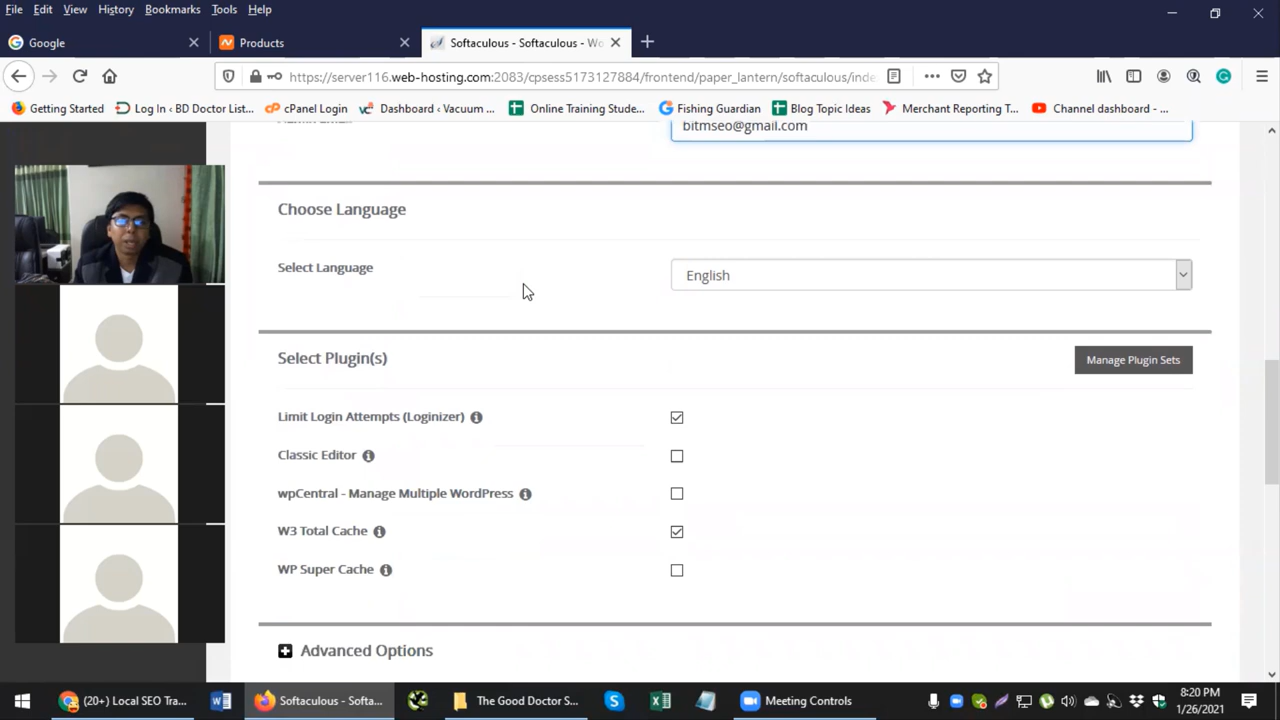 File Edit View History Bookmarks Tools Help
Google
Products
Softaculous - Softaculous - Wo
https://server116.web-hosting.com:2083/cpsess5173127884/frontend/paper_lantern/softaculous/inde
Getting Started
Log In ‹ BD Doctor List...
cPanel Login
Dashboard ‹ Vacuum ...
Online Training Stude...
Fishing Guardian
Blog Topic Ideas
Merchant Reporting T...
Channel dashboard - ...
bitmseo@gmail.com
Choose Language
Select Language
English
Select Plugin(s)
Manage Plugin Sets
Limit Login Attempts (Loginizer)
Classic Editor
wpCentral - Manage Multiple WordPress
W3 Total Cache
WP Super Cache
Advanced Options
(20+) Local SEO Tra...
Softaculous - Softa...
The Good Doctor S...
Meeting Controls
8:20 PM
1/26/2021